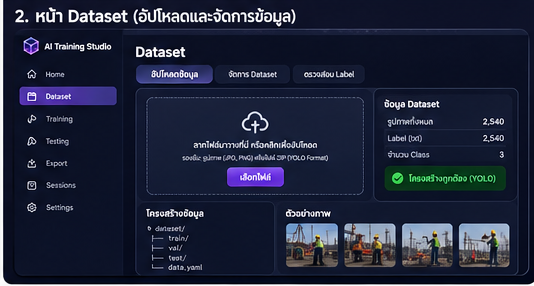 2. หน้า Dataset (อัปโหลดและจัดการข้อมูล)
AI Training Studio
Home
Dataset
Training
Testing
Export
Sessions
Settings
Dataset
อัปโหลดข้อมูล
จัดการ Dataset
ตรวจสอบ Label
ลากไฟล์มาวางที่นี่ หรือคลิกเพื่ออัปโหลด
รองรับ: รูปภาพ (JPG, PNG) หรือไฟล์ ZIP (YOLO Format)
เลือกไฟล์
ข้อมูล Dataset
รูปภาพทั้งหมด 2,540
Label (txt) 2,540
จำนวน Class 3
โครงสร้างถูกต้อง (YOLO)
โครงสร้างข้อมูล
dataset/
├── train/
├── val/
├── test/
└── data.yaml
ตัวอย่างภาพ